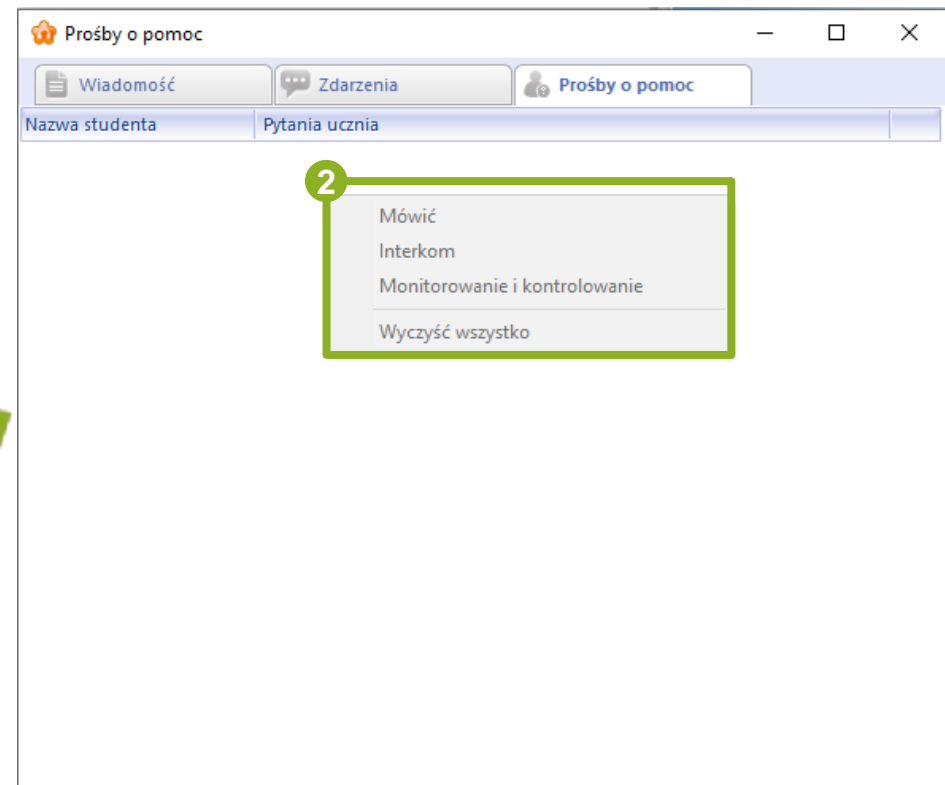 Prośby o pomoc
Wiadomość Zdarzenia Prośby o pomoc
Nazwa studenta Pytania ucznia
2
Mówić
Interkom
Monitorowanie i kontrolowanie
Wyczyść wszystko